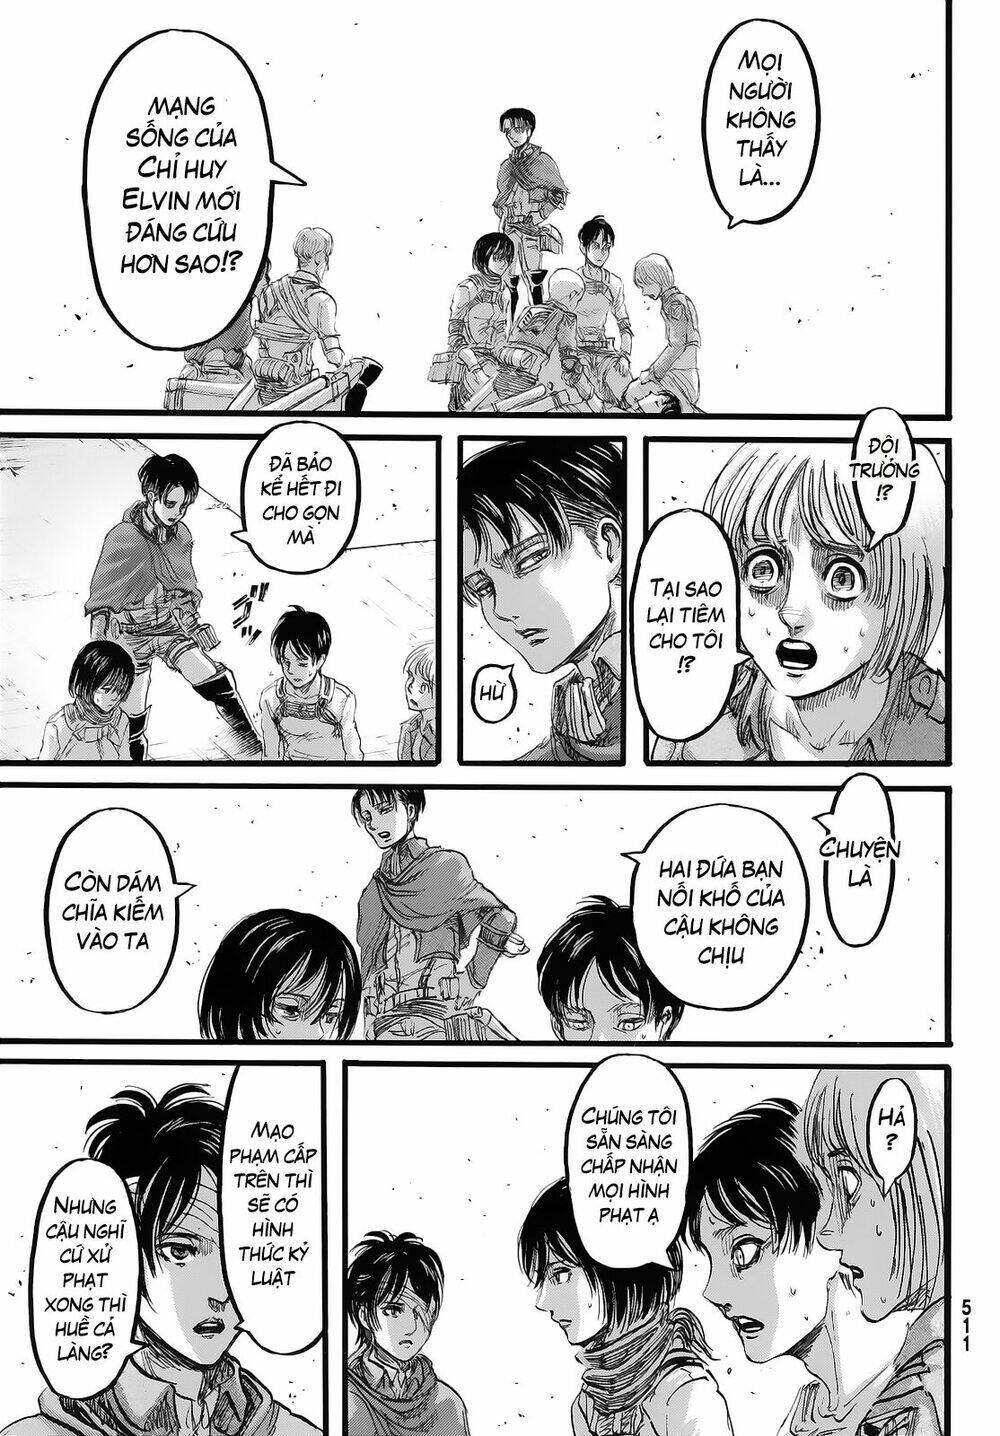 MỌI
NGƯỜI
KHÔNG
THẤY
LÀ...
MẠNG
SỐNG CỦA
CHỈ HUY
ELVIN MỚI
ĐÁNG CỨU
HƠN SAO!?
ĐỘI
TRƯỞNG
!?
TẠI SAO
LẠI TIÊM
CHO TÔI
!?
HỪ
ĐÃ BẢO
KỂ HẾT ĐI
CHO GỌN
MÀ
CHUYỆN
LÀ
HAI ĐỨA BẠN
NỐI KHỐ CỦA
CẬU KHÔNG
CHỊU
CÒN DÁM
CHĨA KIẾM
VÀO TA
HẢ
?
CHÚNG TÔI
SẴN SÀNG
CHẤP NHẬN
MỌI HÌNH
PHẠT Ạ
MẠO
PHẠM CẤP
TRÊN THÌ
SẼ CÓ
HÌNH
THỨC KỶ
LUẬT
NHƯNG
CẬU NGHĨ
CỨ XỬ
PHẠT
XONG THÌ
HUỀ CẢ
LÀNG?
511